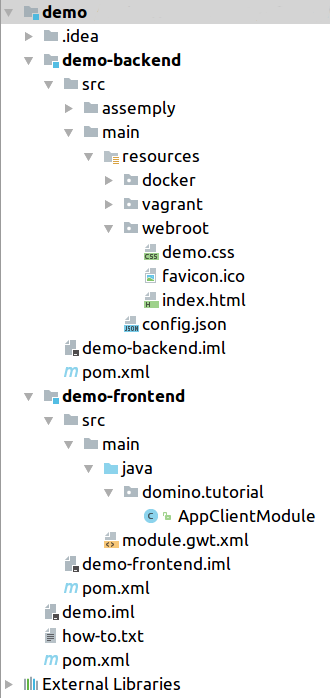 demo
.idea
demo-backend
src
assemply
main
resources
docker
vagrant
webroot
CSS demo.css
favicon.ico
H index.html
config.json
demo-backend.iml
m pom.xml
demo-frontend
src
main
java
domino.tutorial
C AppClientModule
module.gwt.xml
demo-frontend.iml
m pom.xml
demo.iml
how-to.txt
m pom.xml
External Libraries